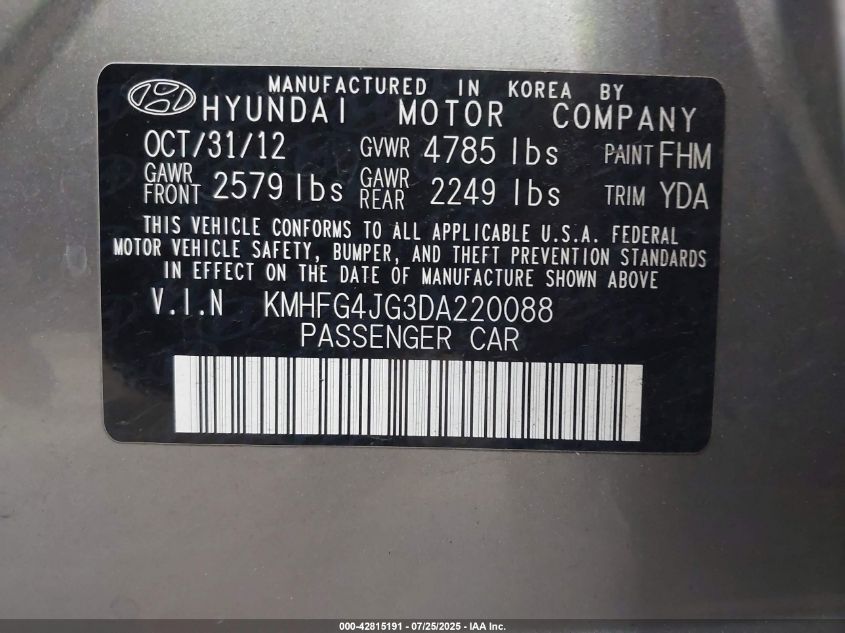 MANUFACTURED IN KOREA BY
HYUNDAI MOTOR COMPANY
OCT/31/12 GVWR 4785 lbs PAINT FHM
GAWR FRONT 2579 lbs GAWR REAR 2249 lbs TRIM YDA
THIS VEHICLE CONFORMS TO ALL APPLICABLE U.S.A. FEDERAL
MOTOR VEHICLE SAFETY, BUMPER, AND THEFT PREVENTION STANDARDS
IN EFFECT ON THE DATE OF MANUFACTURE SHOWN ABOVE
V.I.N KMHFG4JG3DA220088
PASSENGER CAR
000-42815191 - 07/25/2025 - IAA Inc.